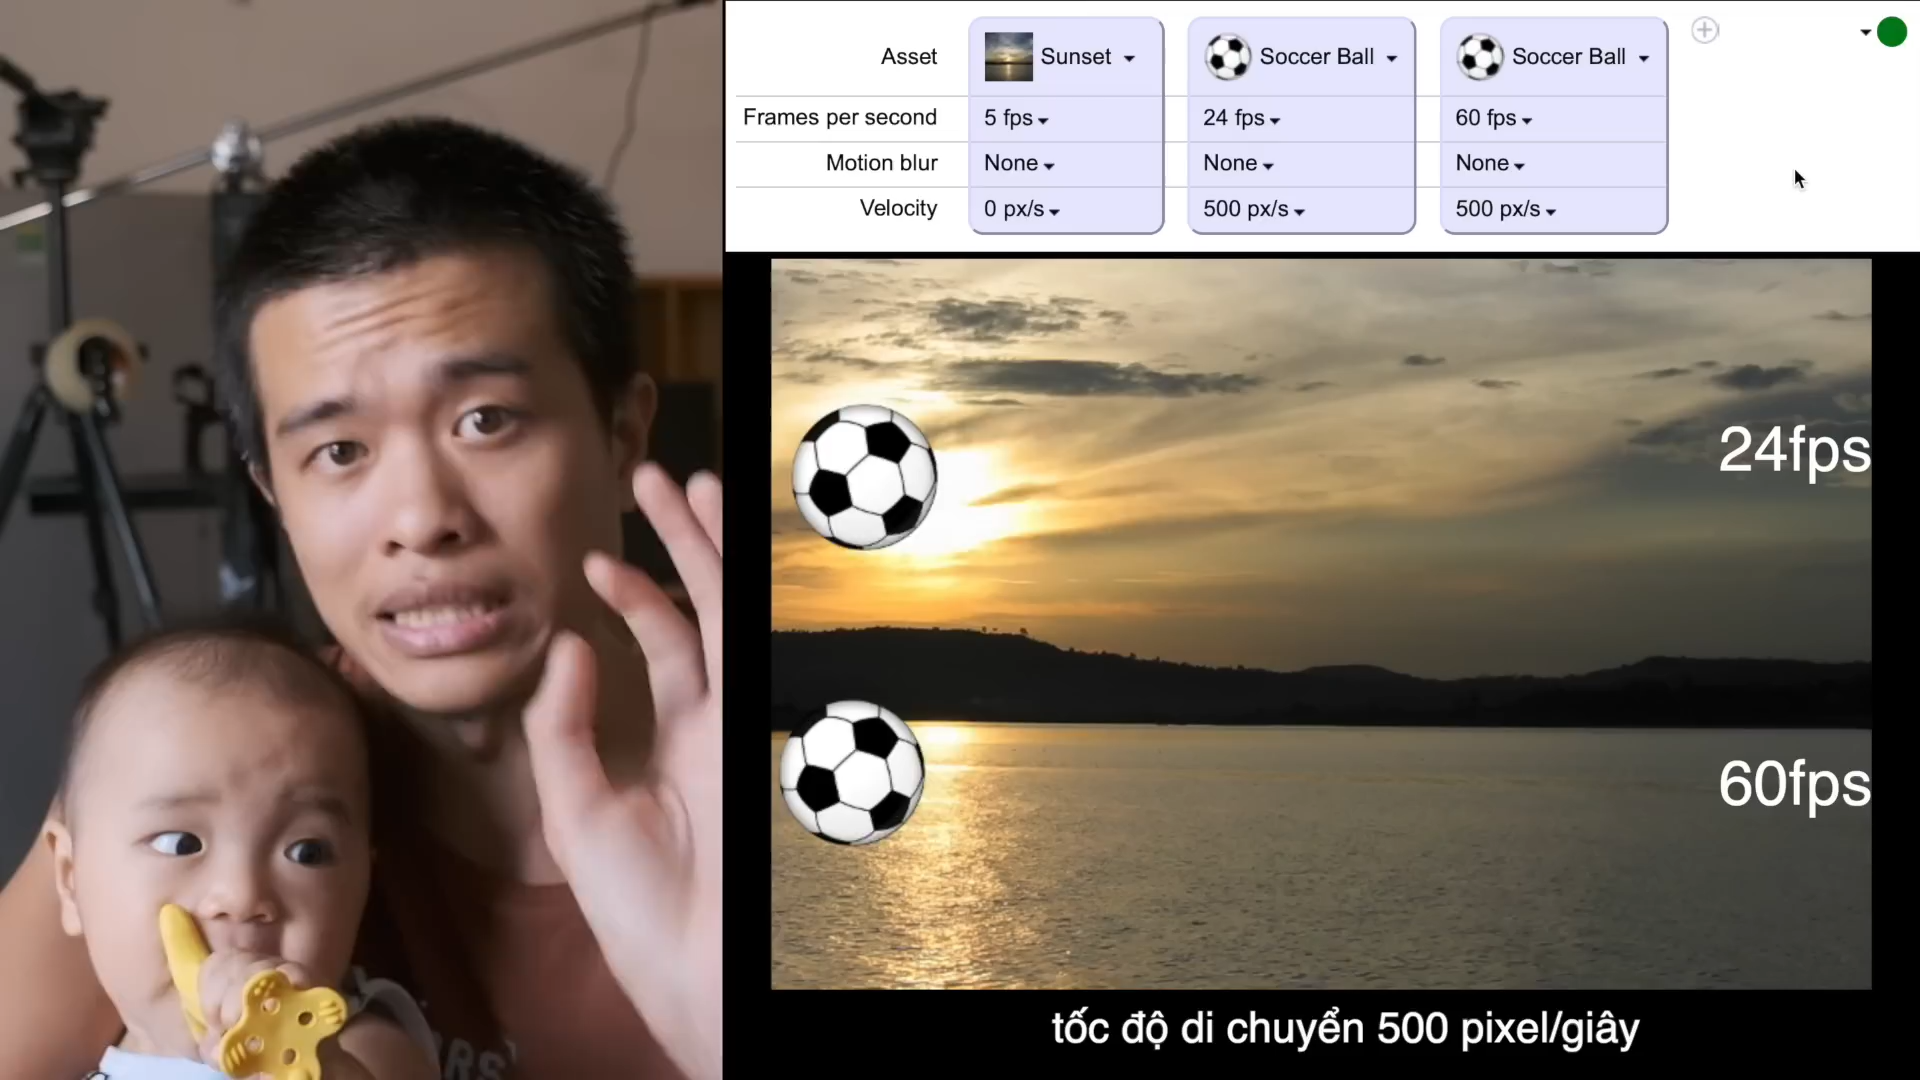 Asset Sunset Soccer Ball Soccer Ball
Frames per second 5 fps 24 fps 60 fps
Motion blur None None None
Velocity 0 px/s 500 px/s 500 px/s
24fps
60fps
tốc độ di chuyển 500 pixel/giây